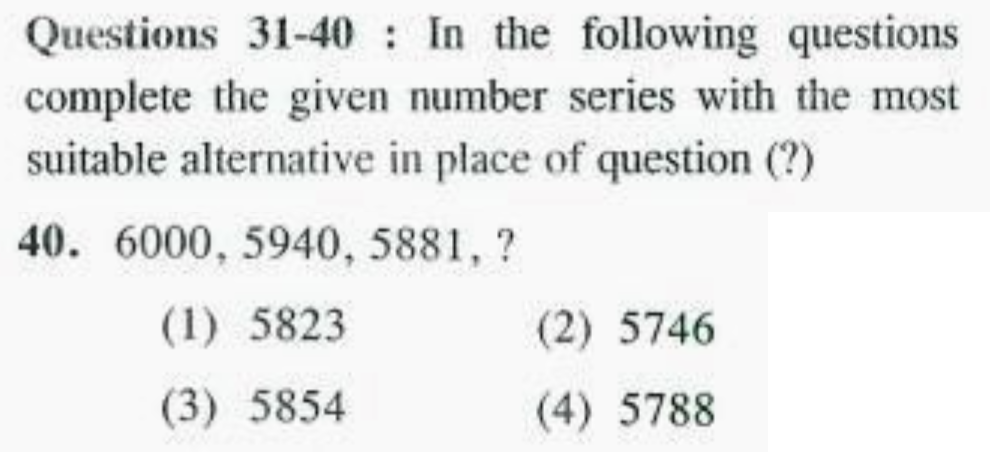 Questions 31-40 : In the following questions
complete the given number series with the most
suitable alternative in place of question (?)
40. 6000, 5940, 5881, ?
(1) 5823 (2) 5746
(3) 5854 (4) 5788